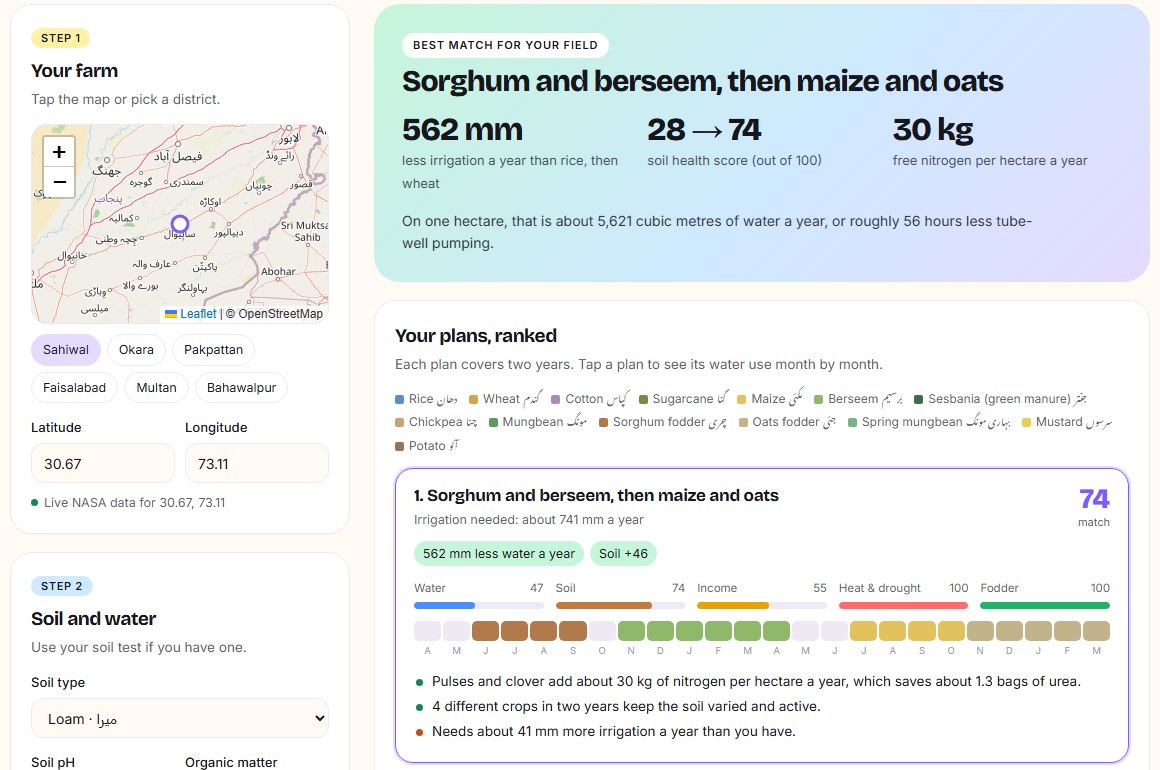 STEP 1
Your farm
Tap the map or pick a district.
+
−
لاہور
فیصل آباد
رائے ونڈ
جھنگ
گوجرہ
سمندری
چونیاں
قصور
پنجاب
اوکاڑہ
کمالیہ
ساہیوال
دیپالپور
Sri Muktsa
Sahib
چیچہ وطنی
خانیوال
عارف والہ
پاکپتن
Abohar
وہاڑی
بورے والا
بہاولنگر
میلسی
Leaflet | © OpenStreetMap
Sahiwal
Okara
Pakpattan
Faisalabad
Multan
Bahawalpur
Latitude
Longitude
30.67
73.11
Live NASA data for 30.67, 73.11
STEP 2
Soil and water
Use your soil test if you have one.
Soil type
Loam · میرا
Soil pH
Organic matter
BEST MATCH FOR YOUR FIELD
Sorghum and berseem, then maize and oats
562 mm
less irrigation a year than rice, then
wheat
28 → 74
soil health score (out of 100)
30 kg
free nitrogen per hectare a year
On one hectare, that is about 5,621 cubic metres of water a year, or roughly 56 hours less tube-
well pumping.
Your plans, ranked
Each plan covers two years. Tap a plan to see its water use month by month.
Rice دھان Wheat گندم Cotton کپاس Sugarcane گنا Maize مکئی Berseem برسیم Sesbania (green manure) جنتر
Chickpea چنا Mungbean مونگ Sorghum fodder چری Oats fodder جئی Spring mungbean بہاری مونگ Mustard سرسوں
Potato آلو
1. Sorghum and berseem, then maize and oats
74
Irrigation needed: about 741 mm a year
match
562 mm less water a year
Soil +46
Water 47 Soil 74 Income 55 Heat & drought 100 Fodder 100
A M J J A S O N D J F M A M J J A S O N D J F M
Pulses and clover add about 30 kg of nitrogen per hectare a year, which saves about 1.3 bags of urea.
4 different crops in two years keep the soil varied and active.
Needs about 41 mm more irrigation a year than you have.